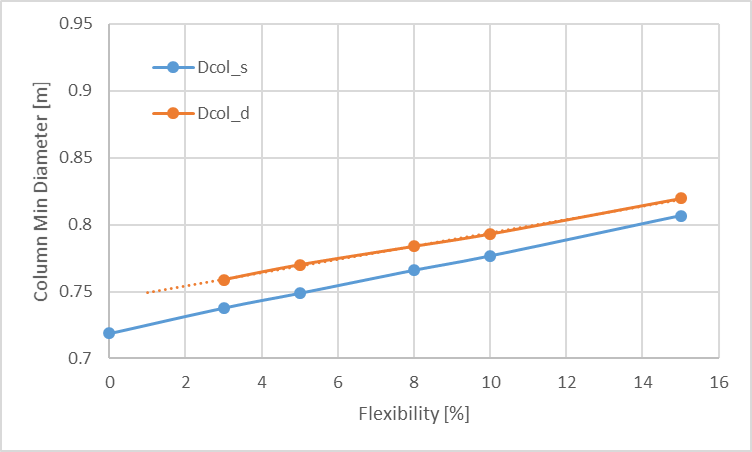 0.95
0.9
0.85
0.8
0.75
0.7
Column Min Diameter [m]
Dcol_s
Dcol_d
0 2 4 6 8 10 12 14 16
Flexibility [%]